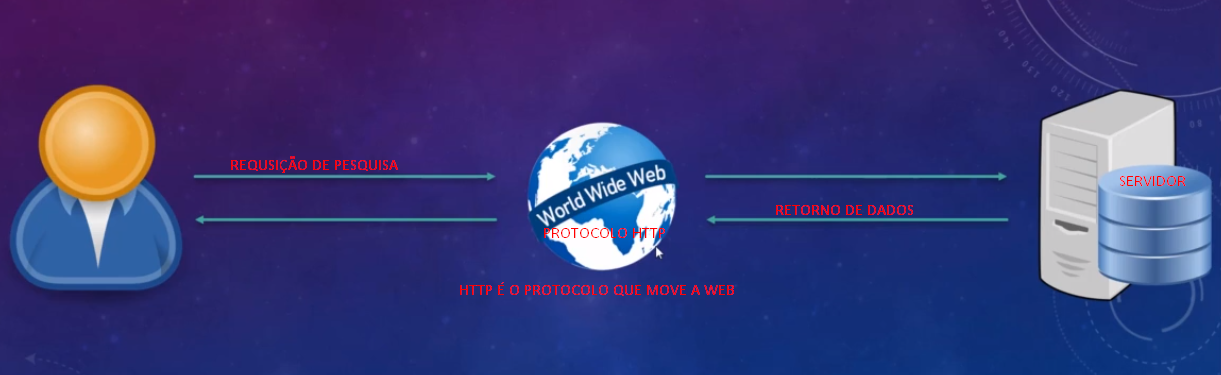 REQUSIÇÃO DE PESQUISA
World Wide Web
SERVIDOR
RETORNO DE DADOS
PROTOCOLO HTTP
HTTP É O PROTOCOLO QUE MOVE A WEB